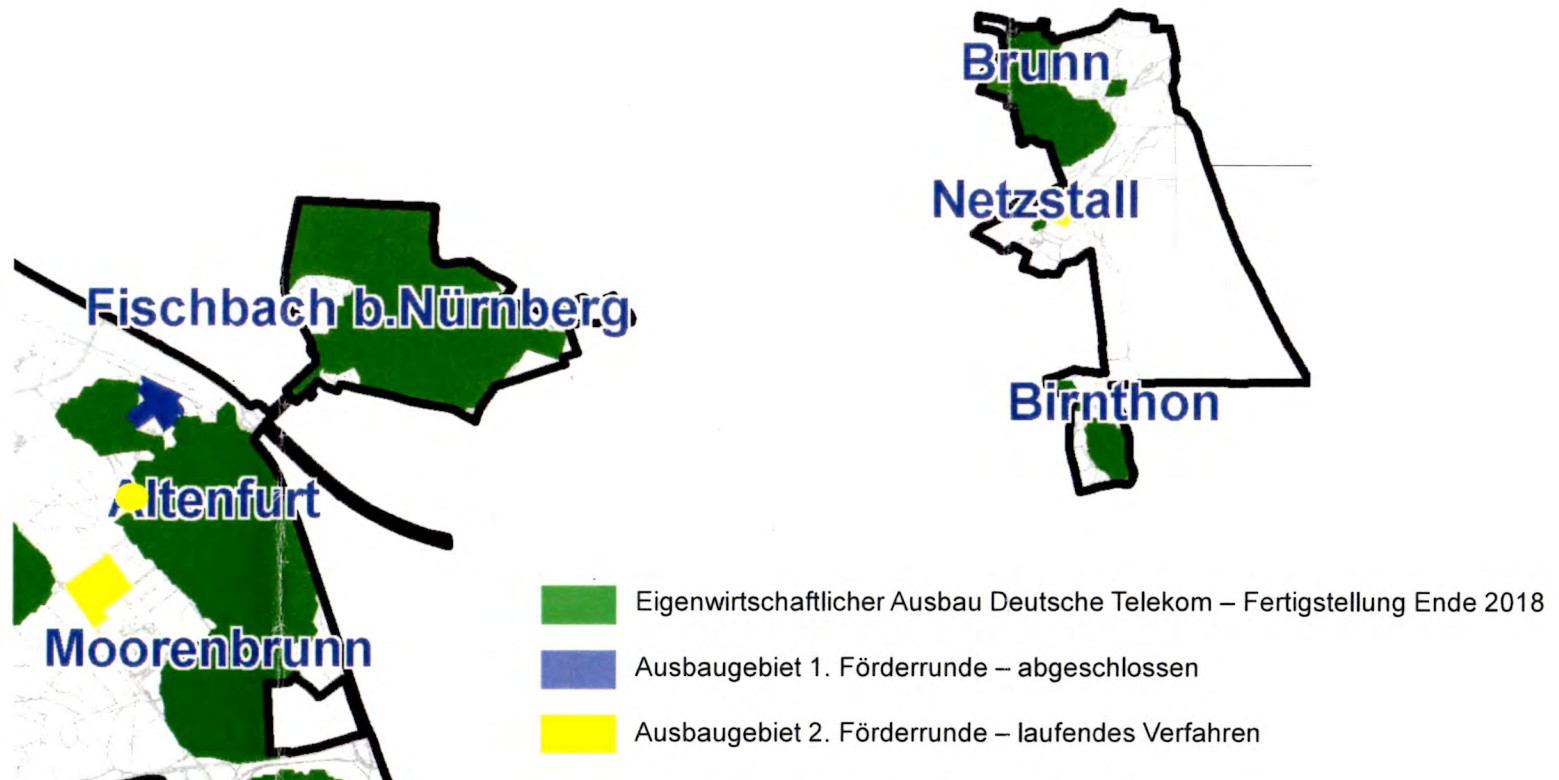 Brunn
Netzstall
Fischbach b.Nürnberg
Birnthon
Altenfurt
Moorenbrunn
Eigenwirtschaftlicher Ausbau Deutsche Telekom – Fertigstellung Ende 2018
Ausbaugebiet 1. Förderrunde – abgeschlossen
Ausbaugebiet 2. Förderrunde – laufendes Verfahren